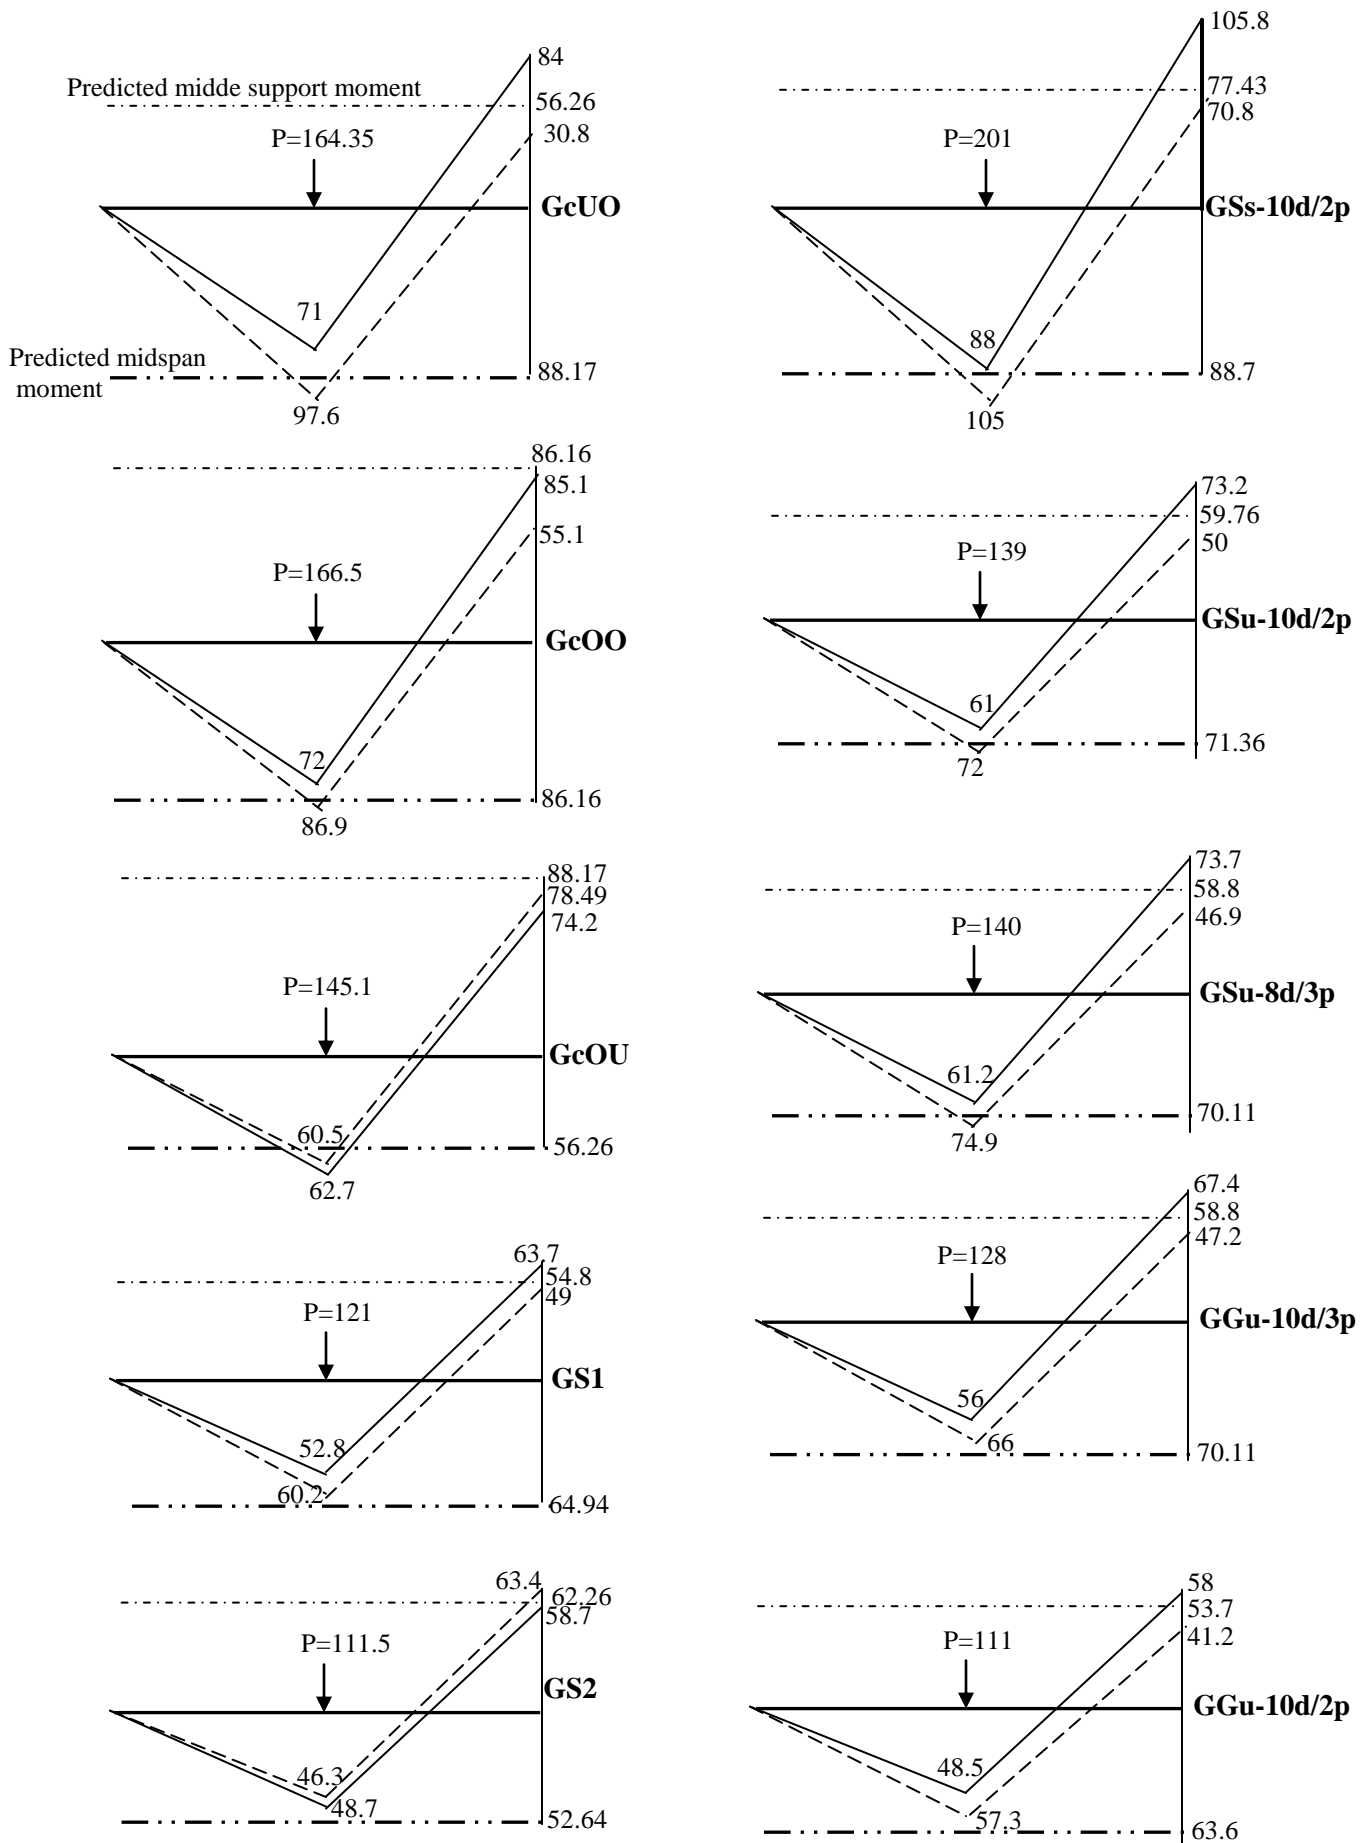 84
Predicted midde support moment
56.26
P=164.35
30.8
GcUO
71
Predicted midspan
moment
88.17
97.6
86.16
85.1
55.1
P=166.5
GcOO
72
86.16
86.9
88.17
78.49
74.2
P=145.1
GcOU
60.5
56.26
62.7
63.7
54.8
49
P=121
GS1
52.8
60.2
64.94
63.4
62.26
58.7
P=111.5
GS2
46.3
48.7
52.64
105.8
77.43
70.8
P=201
GSs-10d/2p
88
88.7
105
73.2
59.76
50
P=139
GSu-10d/2p
61
71.36
72
73.7
58.8
46.9
P=140
GSu-8d/3p
61.2
70.11
74.9
67.4
58.8
47.2
P=128
GGu-10d/3p
56
66
70.11
58
53.7
41.2
P=111
GGu-10d/2p
48.5
57.3
63.6